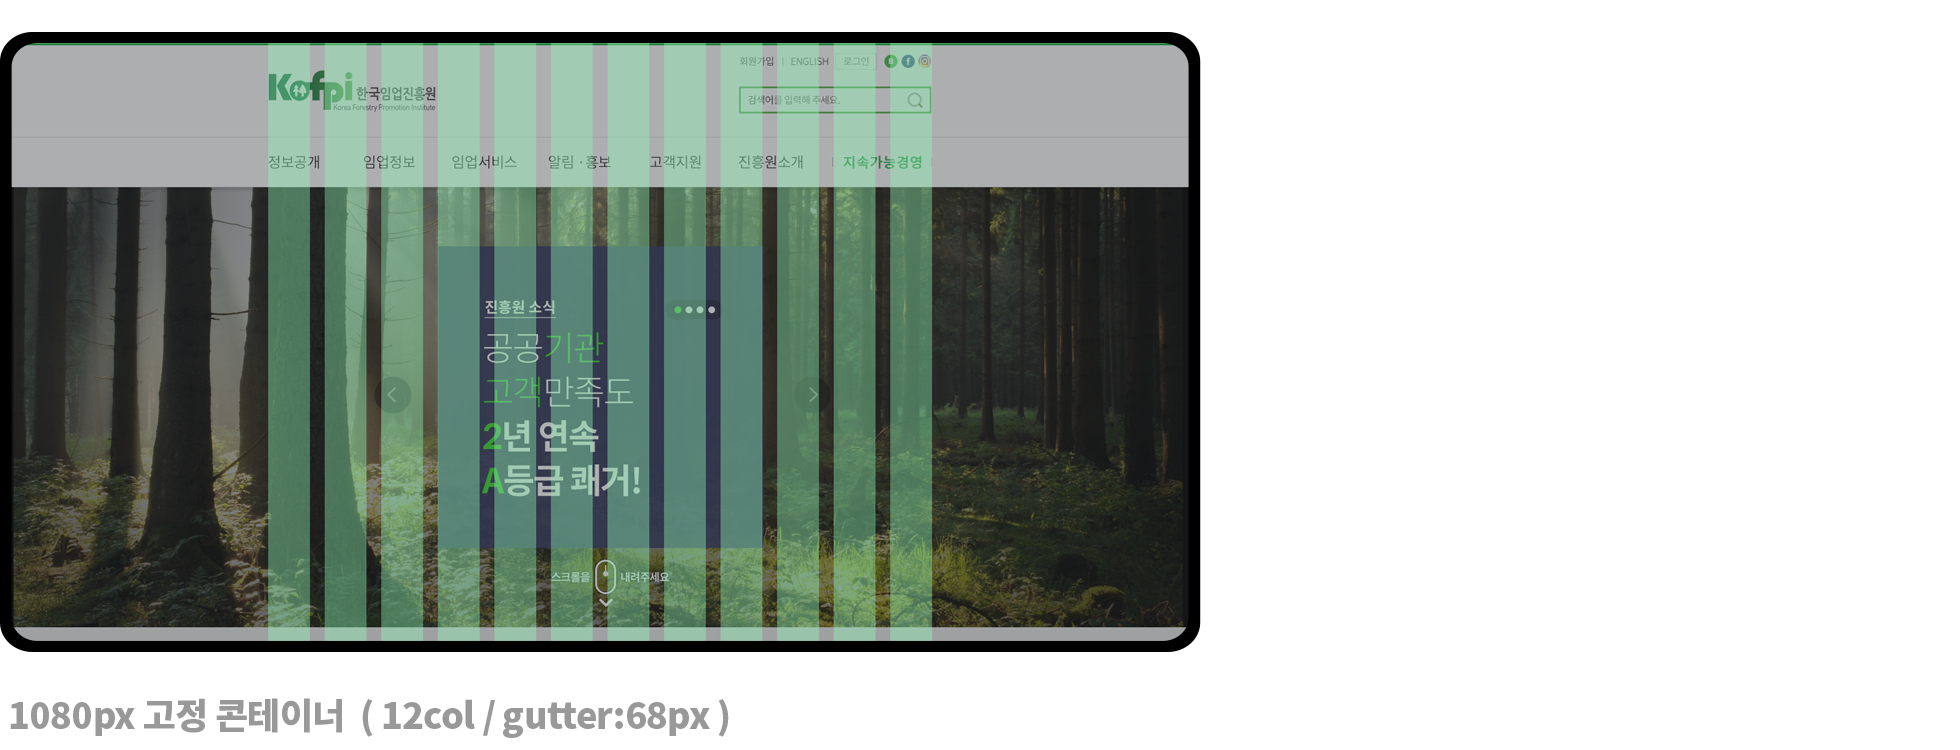 Kofpi 한국임업진흥원
Korea Forestry Promotion Institute
회원가입 | ENGLISH 로그인
검색어를 입력해 주세요.
정보공개 임업정보 임업서비스 알림 · 홍보 고객지원 진흥원소개 지속가능경영
진흥원 소식
공공기관
고객만족도
2년 연속
A등급 쾌거!
스크롤을 내려주세요
1080px 고정 콘테이너 ( 12col / gutter:68px )